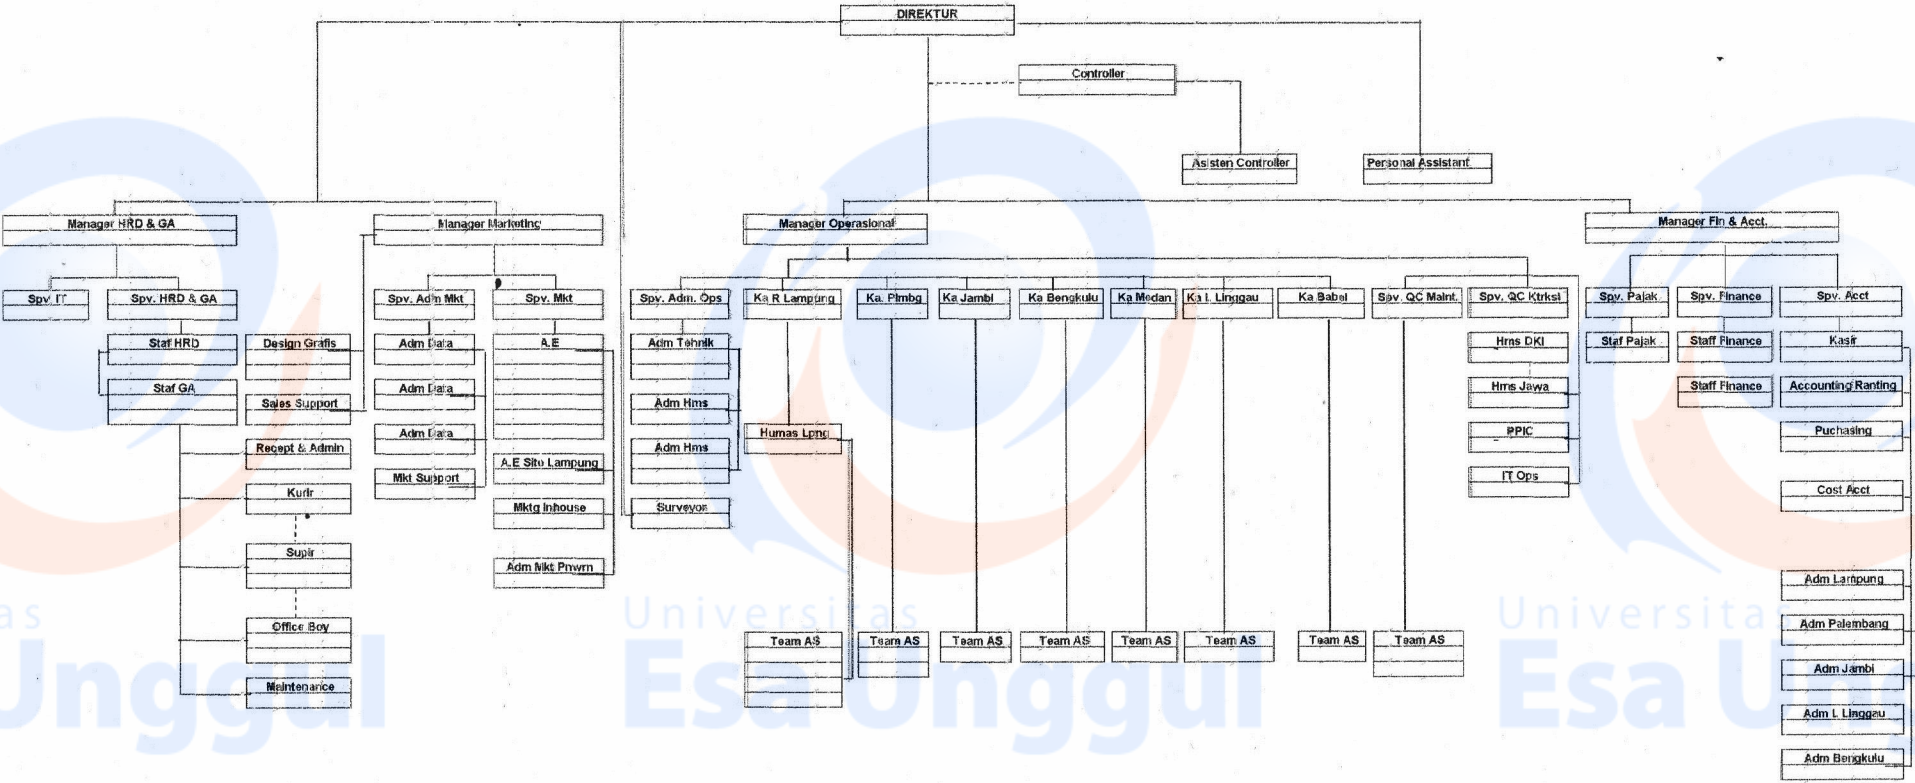 DIREKTUR
Controller
Asisten Controller
Personal Assistant
Manager HRD & GA
Manager Marketing
Manager Operasional
Manager Fin & Acct.
Spv. IT
Spv. HRD & GA
Spv. Adm Mkt
Spv. Mkt
Spv. Adm. Ops
Ka R Lampung
Ka. Plmbg
Ka Jambi
Ka Bengkulu
Ka Medan
Ka L Linggau
Ka Babel
Spv. QC Maint.
Spv. QC Ktrksi
Spv. Pajak
Spv. Finance
Spv. Acct
Staf HRD
Design Grafis
Adm Data
A.E
Adm Tehnik
Hms DKI
Staf Pajak
Staff Finance
Kasir
Staf GA
Sales Support
Adm Data
Adm Hms
Hms Jawa
Staff Finance
Accounting Ranting
Recept & Admin
Adm Data
A.E Sito Lampung
Adm Hms
Humas Lpng
PPIC
Puchasing
Kurir
Mkt Support
Mktg Inhouse
Surveyor
IT Ops
Cost Acct
Supir
Adm Mkt Pnwrn
Adm Lampung
Office Boy
Team AS
Team AS
Team AS
Team AS
Team AS
Team AS
Team AS
Team AS
Adm Palembang
Maintenance
Adm Jambi
Adm L Linggau
Adm Bengkulu
tas
Unggul
Universitas
Esa Unggul
Universitas
Esa Ung